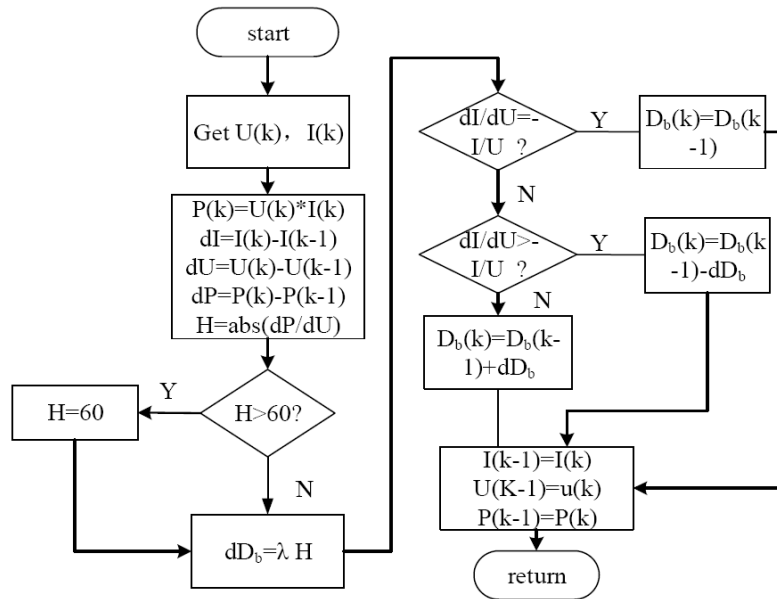 start
Get U(k)，I(k)
P(k)=U(k)*I(k)
dI=I(k)-I(k-1)
dU=U(k)-U(k-1)
dP=P(k)-P(k-1)
H=abs(dP/dU)
H>60?
Y
H=60
N
dD_b=λ H
dI/dU=-
I/U ?
Y
D_b(k)=D_b(k
-1)
N
dI/dU>-
I/U ?
Y
D_b(k)=D_b(k
-1)-dD_b
N
D_b(k)=D_b(k-
1)+dD_b
I(k-1)=I(k)
U(K-1)=u(k)
P(k-1)=P(k)
return